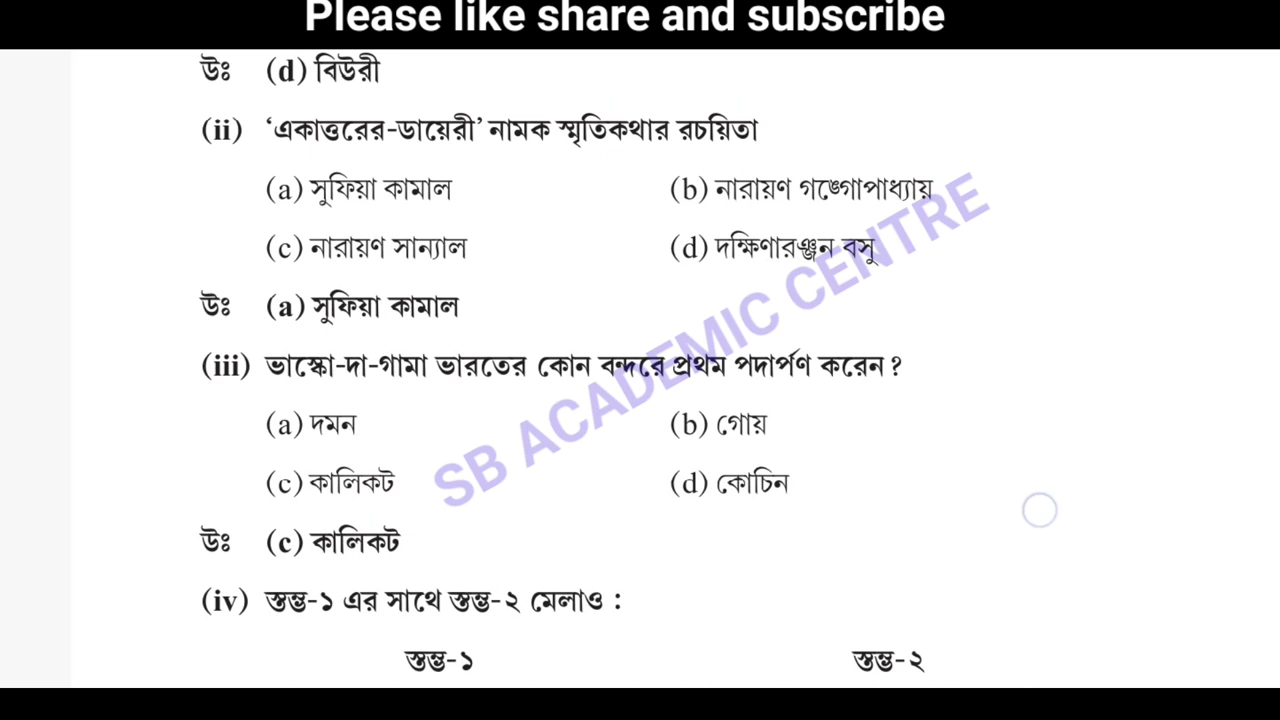 Please like share and subscribe
উঃ (d) বিউরী
(ii) ‘একাত্তরের-ডায়েরী’ নামক স্মৃতিকথার রচয়িতা
(a) সুফিয়া কামাল (b) নারায়ণ গঙ্গোপাধ্যায়
(c) নারায়ণ সান্যাল (d) দক্ষিণারঞ্জন বসু
উঃ (a) সুফিয়া কামাল
(iii) ভাস্কো-দা-গামা ভারতের কোন বন্দরে প্রথম পদার্পণ করেন ?
(a) দমন (b) গোয়
(c) কালিকট (d) কোচিন
উঃ (c) কালিকট
(iv) স্তম্ভ-১ এর সাথে স্তম্ভ-২ মেলাও :
স্তম্ভ-১ স্তম্ভ-২
SB ACADEMIC CENTRE